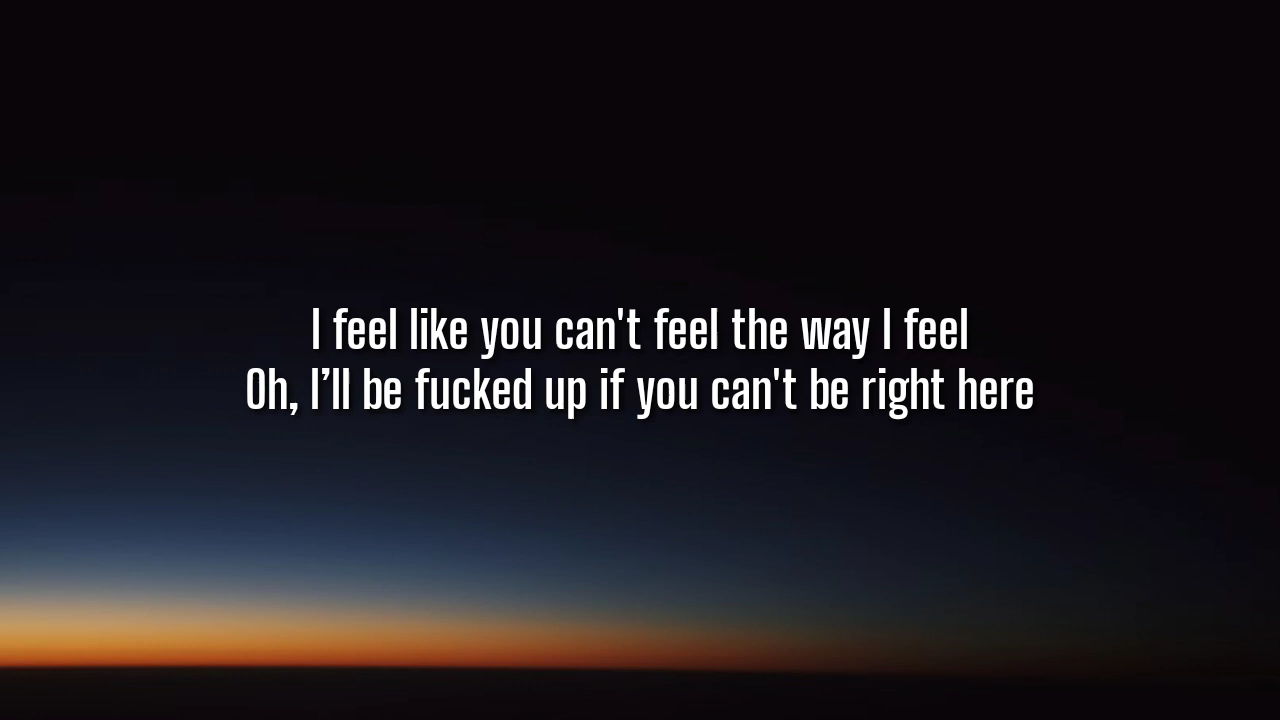 I feel like you can't feel the way I feel
Oh, I’ll be fucked up if you can't be right here